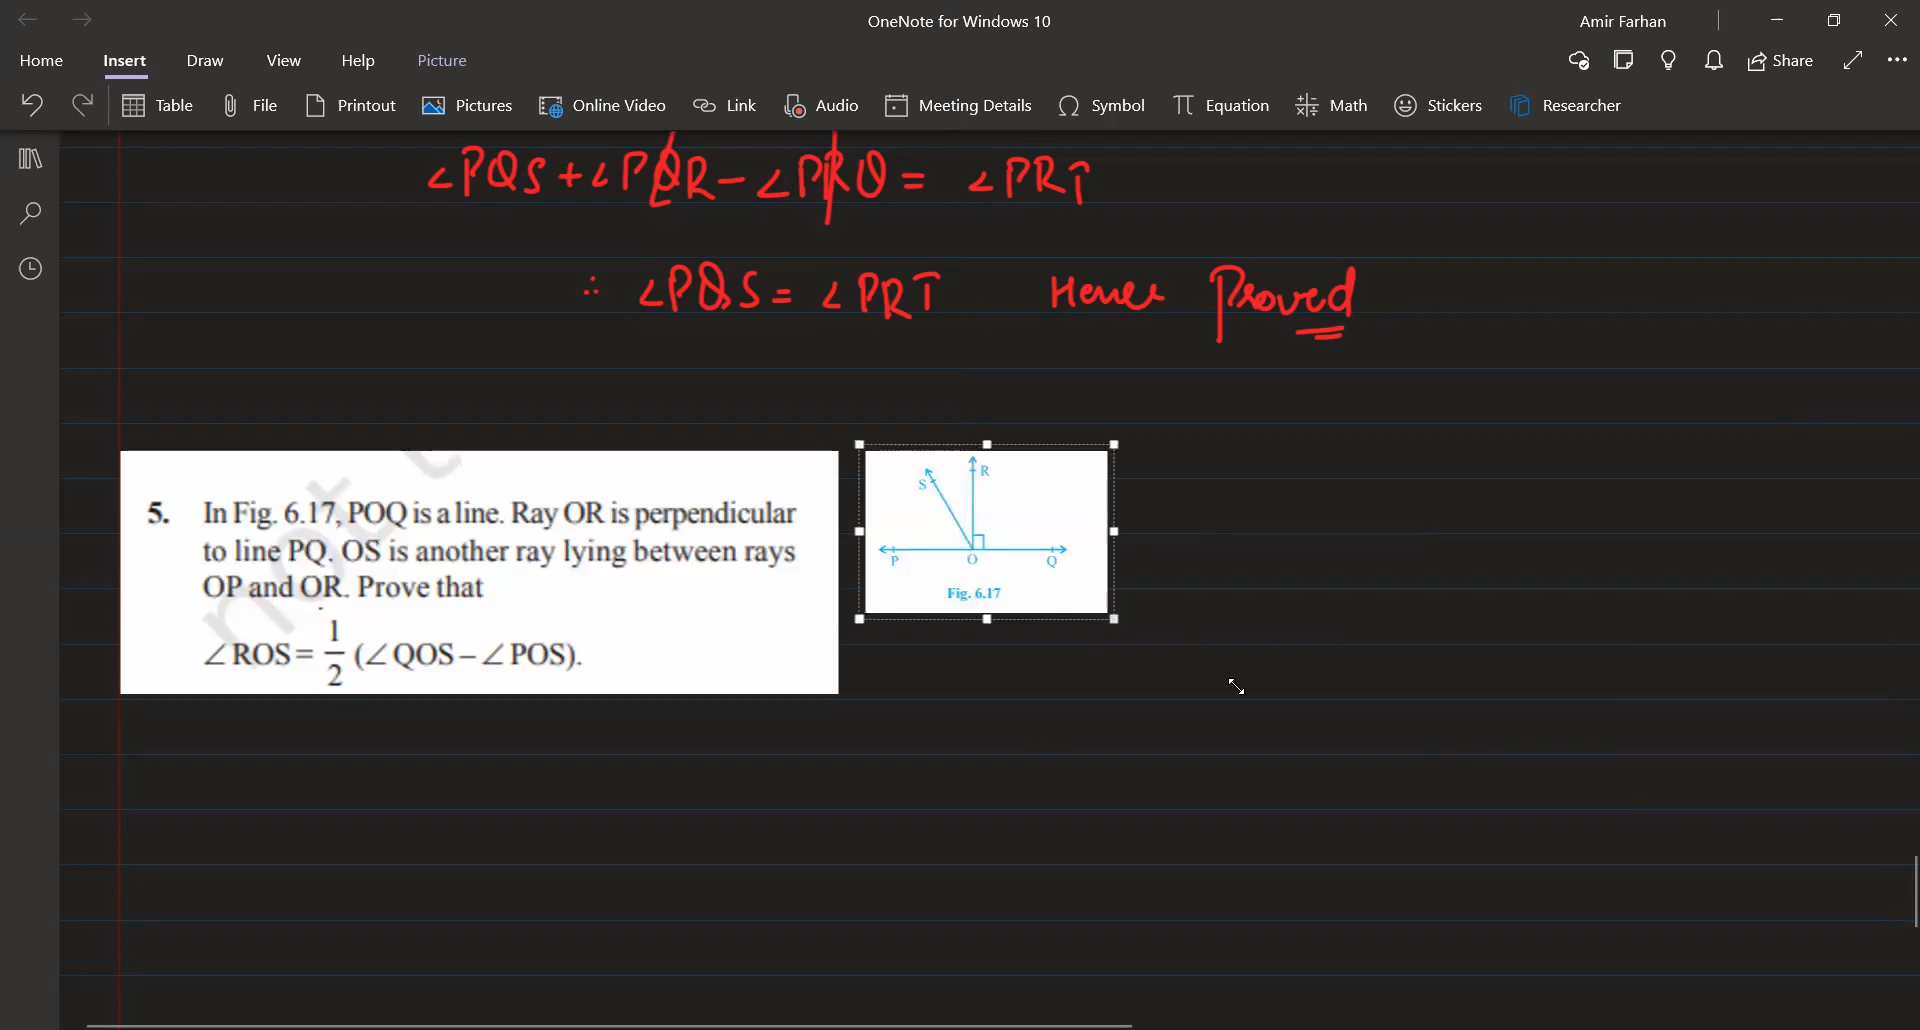 OneNote for Windows 10
Amir Farhan
Home Insert Draw View Help Picture
Share
Table File Printout Pictures Online Video Link Audio Meeting Details Symbol Equation Math Stickers Researcher
∠PQS + ∠PQR - ∠PRQ = ∠PRT
∴ ∠PQS = ∠PRT Hence Proved
not t
5. In Fig. 6.17, POQ is a line. Ray OR is perpendicular
to line PQ. OS is another ray lying between rays
OP and OR. Prove that
∠ROS = 1/2 (∠QOS – ∠POS).
R
S
P O Q
Fig. 6.17